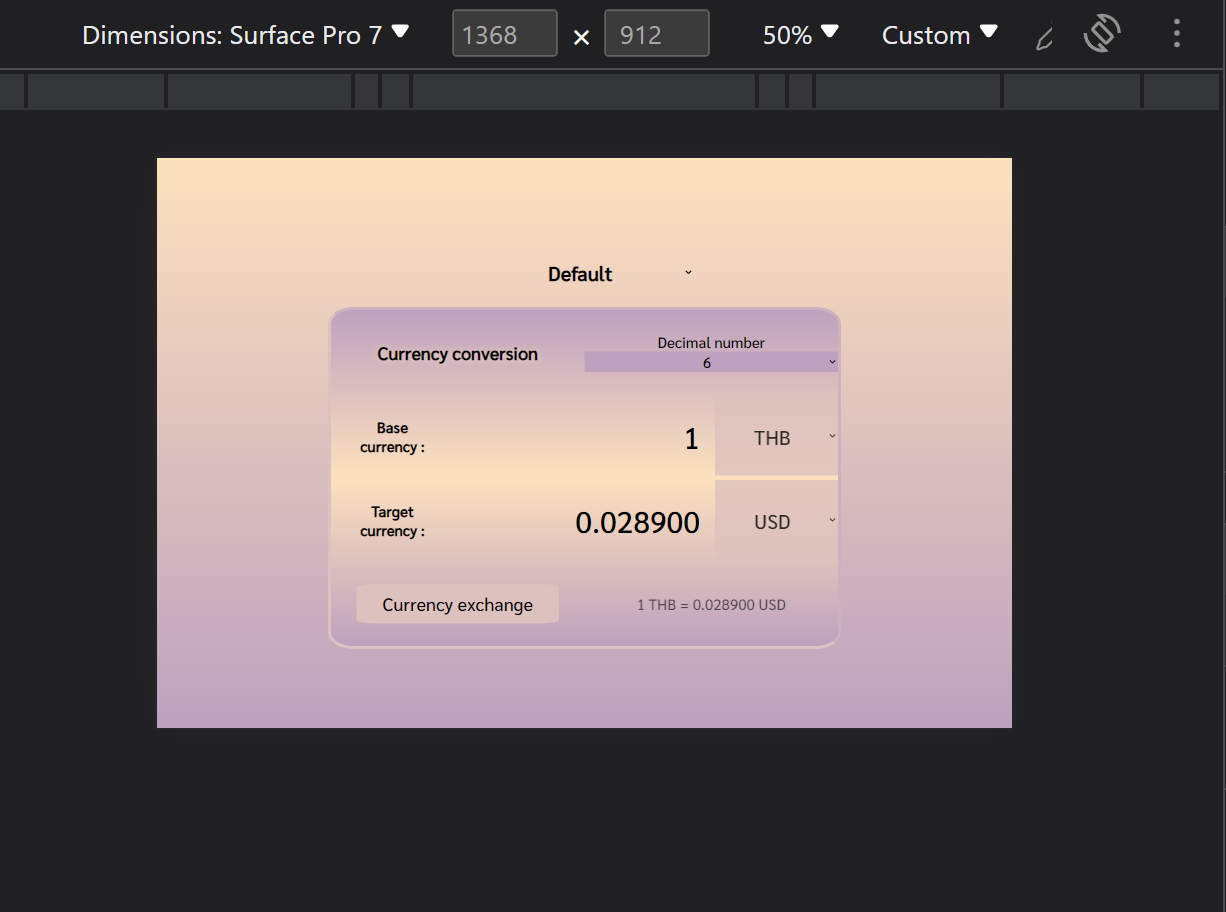 Dimensions: Surface Pro 7 1368 × 912 50% Custom
Default
Currency conversion
Decimal number
6
Base
currency :
1
THB
Target
currency :
0.028900
USD
Currency exchange
1 THB = 0.028900 USD